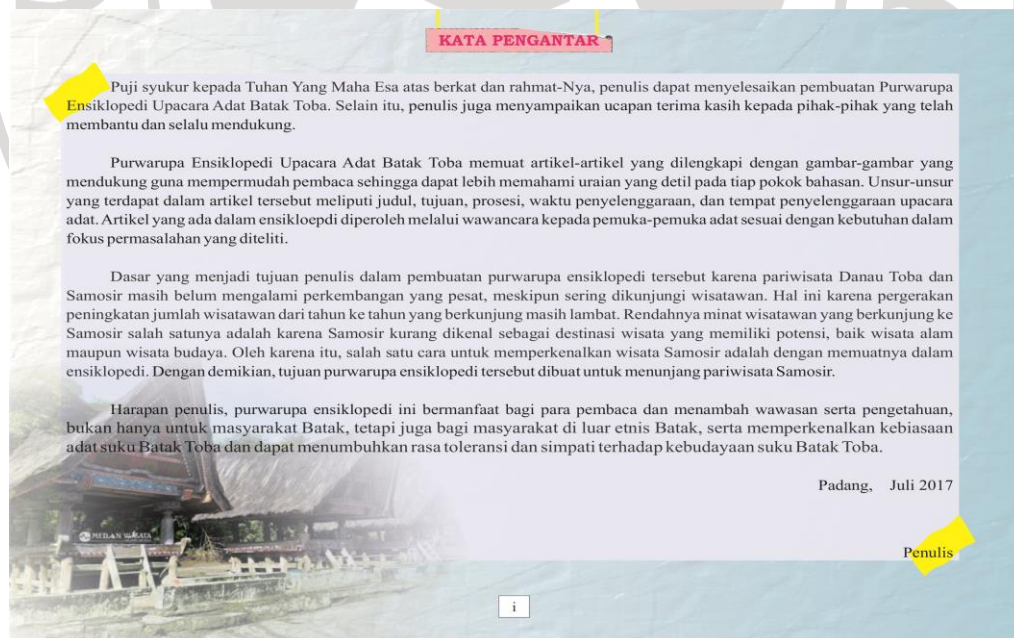 KATA PENGANTAR
Puji syukur kepada Tuhan Yang Maha Esa atas berkat dan rahmat-Nya, penulis dapat menyelesaikan pembuatan Purwarupa
Ensiklopedi Upacara Adat Batak Toba. Selain itu, penulis juga menyampaikan ucapan terima kasih kepada pihak-pihak yang telah
membantu dan selalu mendukung.
Purwarupa Ensiklopedi Upacara Adat Batak Toba memuat artikel-artikel yang dilengkapi dengan gambar-gambar yang
mendukung guna mempermudah pembaca sehingga dapat lebih memahami uraian yang detil pada tiap pokok bahasan. Unsur-unsur
yang terdapat dalam artikel tersebut meliputi judul, tujuan, prosesi, waktu penyelenggaraan, dan tempat penyelenggaraan upacara
adat. Artikel yang ada dalam ensikloepdi diperoleh melalui wawancara kepada pemuka-pemuka adat sesuai dengan kebutuhan dalam
fokus permasalahan yang diteliti.
Dasar yang menjadi tujuan penulis dalam pembuatan purwarupa ensiklopedi tersebut karena pariwisata Danau Toba dan
Samosir masih belum mengalami perkembangan yang pesat, meskipun sering dikunjungi wisatawan. Hal ini karena pergerakan
peningkatan jumlah wisatawan dari tahun ke tahun yang berkunjung masih lambat. Rendahnya minat wisatawan yang berkunjung ke
Samosir salah satunya adalah karena Samosir kurang dikenal sebagai destinasi wisata yang memiliki potensi, baik wisata alam
maupun wisata budaya. Oleh karena itu, salah satu cara untuk memperkenalkan wisata Samosir adalah dengan memuatnya dalam
ensiklopedi. Dengan demikian, tujuan purwarupa ensiklopedi tersebut dibuat untuk menunjang pariwisata Samosir.
Harapan penulis, purwarupa ensiklopedi ini bermanfaat bagi para pembaca dan menambah wawasan serta pengetahuan,
bukan hanya untuk masyarakat Batak, tetapi juga bagi masyarakat di luar etnis Batak, serta memperkenalkan kebiasaan
adat suku Batak Toba dan dapat menumbuhkan rasa toleransi dan simpati terhadap kebudayaan suku Batak Toba.
Padang, Juli 2017
MEDAN WISATA
Penulis
i